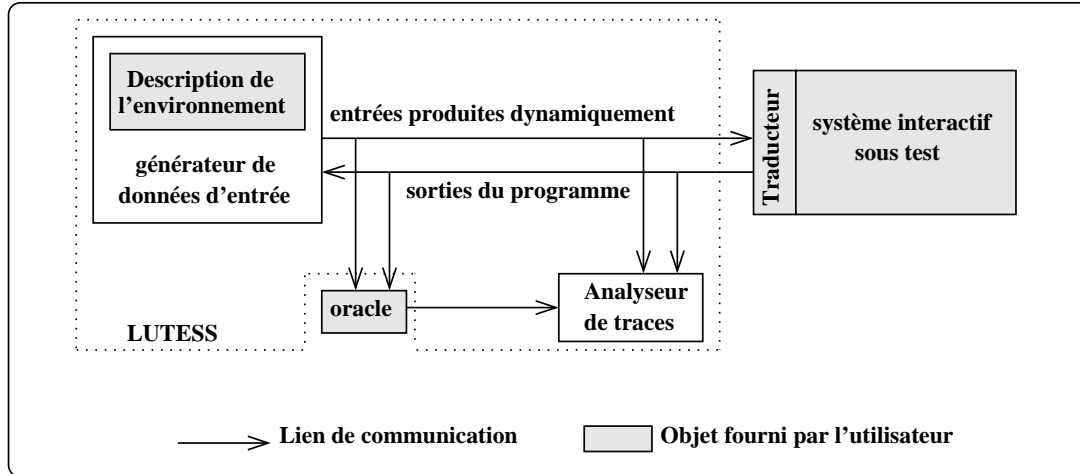 Description de
l'environnement
générateur de
données d'entrée
entrées produites dynamiquement
sorties du programme
Traducteur
système interactif
sous test
oracle
Analyseur
de traces
LUTESS
Lien de communication
Objet fourni par l'utilisateur